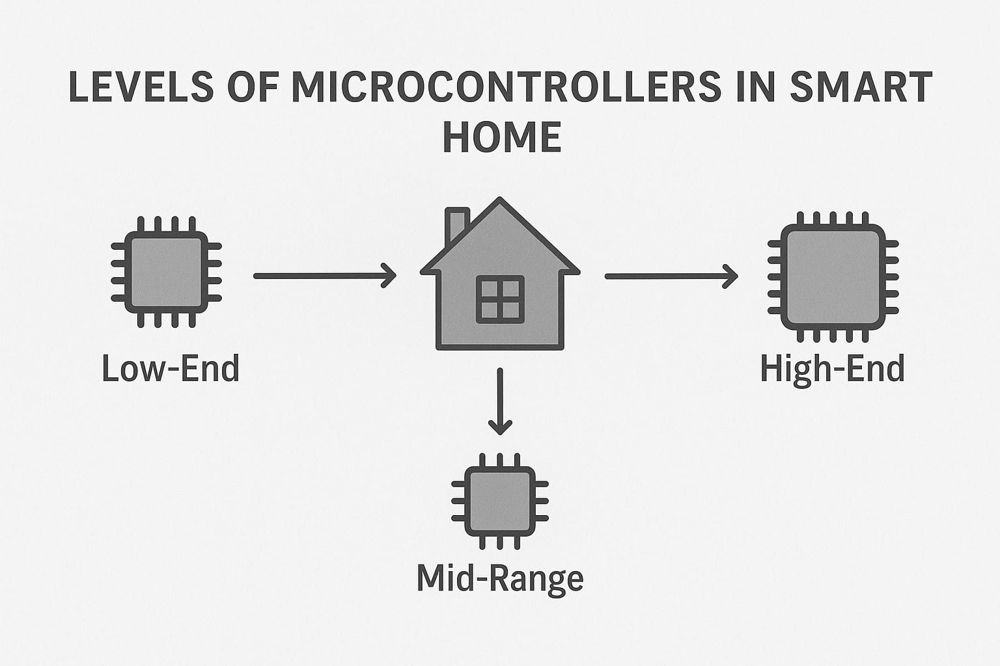 LEVELS OF MICROCONTROLLERS IN SMART
HOME
Low-End
High-End
Mid-Range